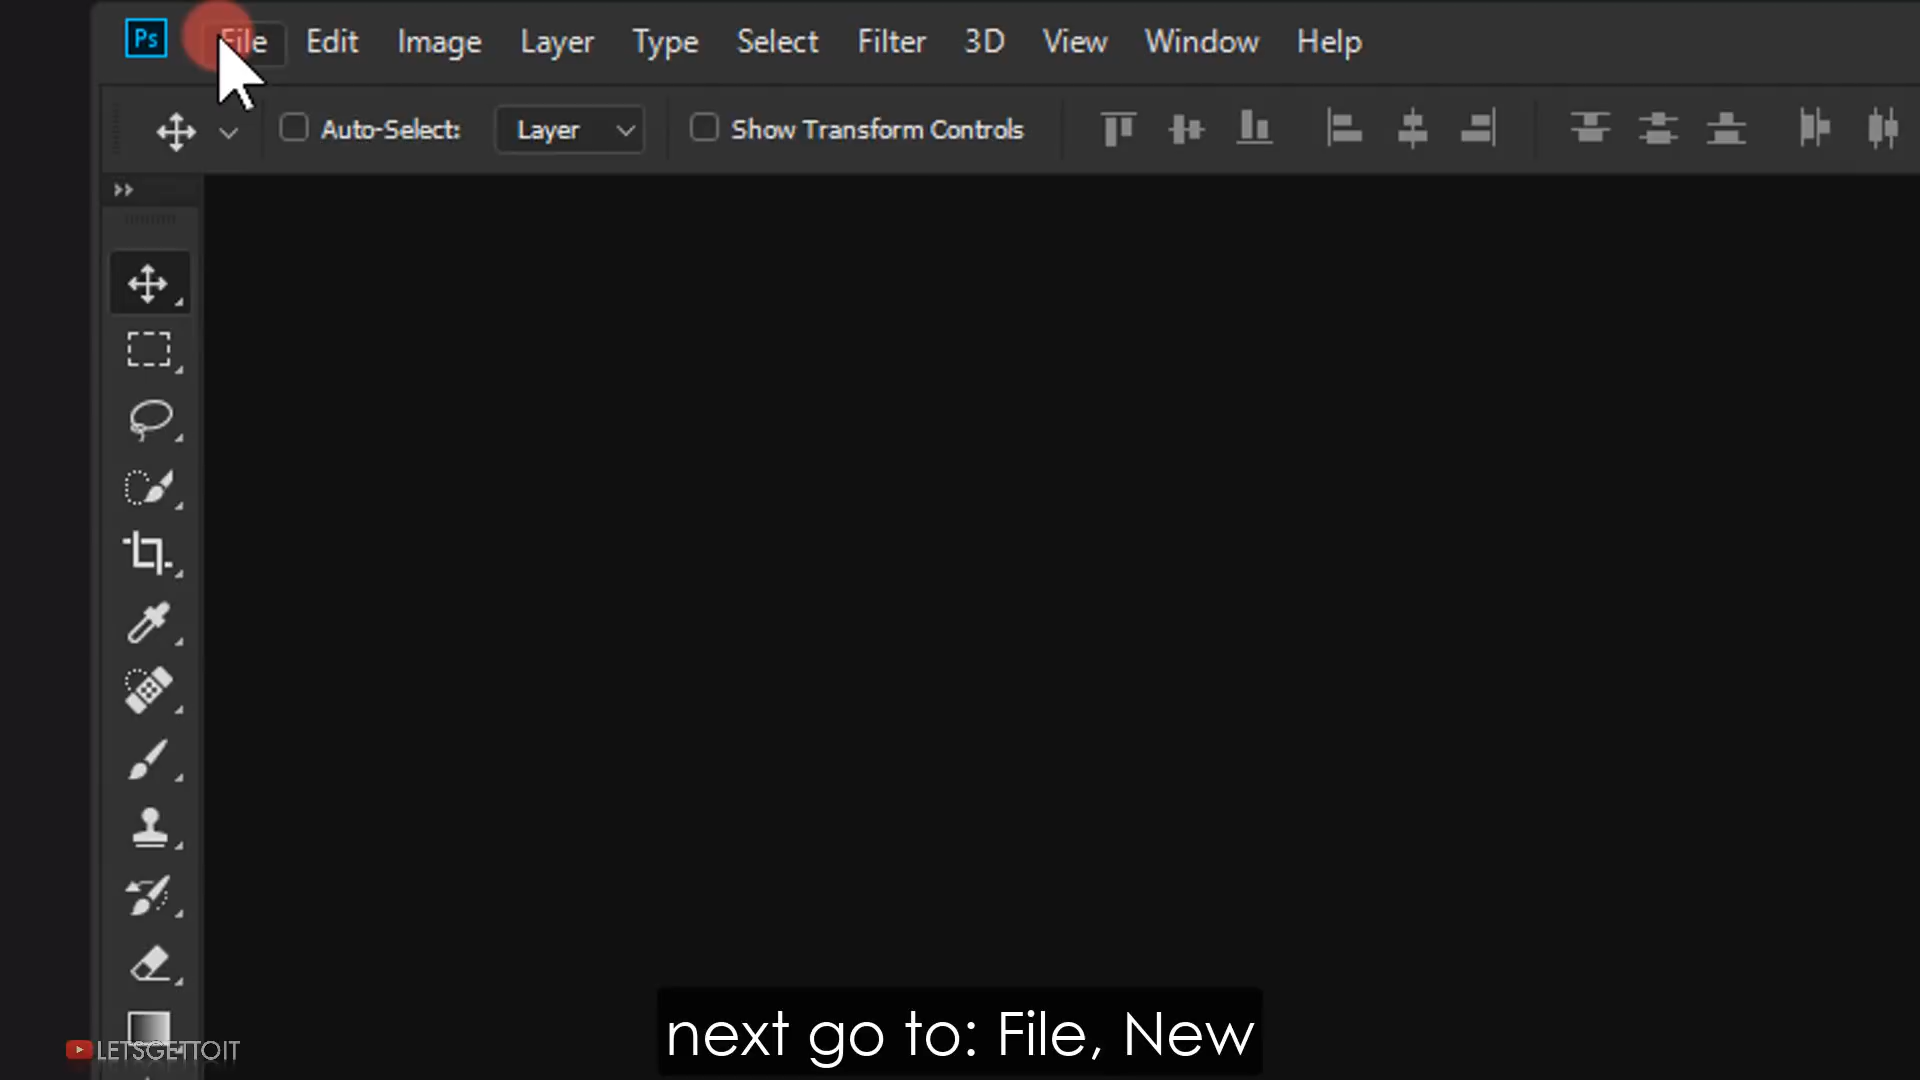 Ps File Edit Image Layer Type Select Filter 3D View Window Help
Auto-Select: Layer Show Transform Controls
next go to: File, New
LETSGETTOIT